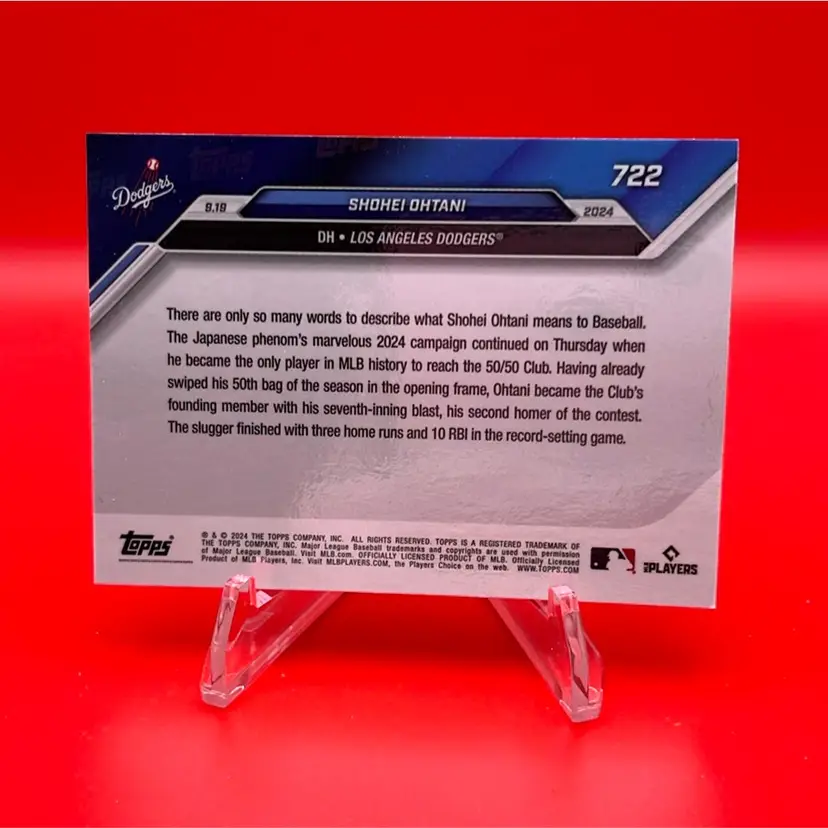 Dodgers
722
9.19
SHOHEI OHTANI
2024
DH • LOS ANGELES DODGERS®
There are only so many words to describe what Shohei Ohtani means to Baseball.
The Japanese phenom's marvelous 2024 campaign continued on Thursday when
he became the only player in MLB history to reach the 50/50 Club. Having already
swiped his 50th bag of the season in the opening frame, Ohtani became the Club's
founding member with his seventh-inning blast, his second homer of the contest.
The slugger finished with three home runs and 10 RBI in the record-setting game.
Topps
® & © 2024 THE TOPPS COMPANY, INC. ALL RIGHTS RESERVED. TOPPS IS A REGISTERED TRADEMARK OF
THE TOPPS COMPANY, INC. Major League Baseball trademarks and copyrights are used with permission
of Major League Baseball. Visit MLB.com. OFFICIALLY LICENSED PRODUCT OF MLB. Officially Licensed
Product of MLB Players, Inc. Visit MLBPLAYERS.COM, the Players Choice on the web. WWW.TOPPS.COM
MLB PLAYERS